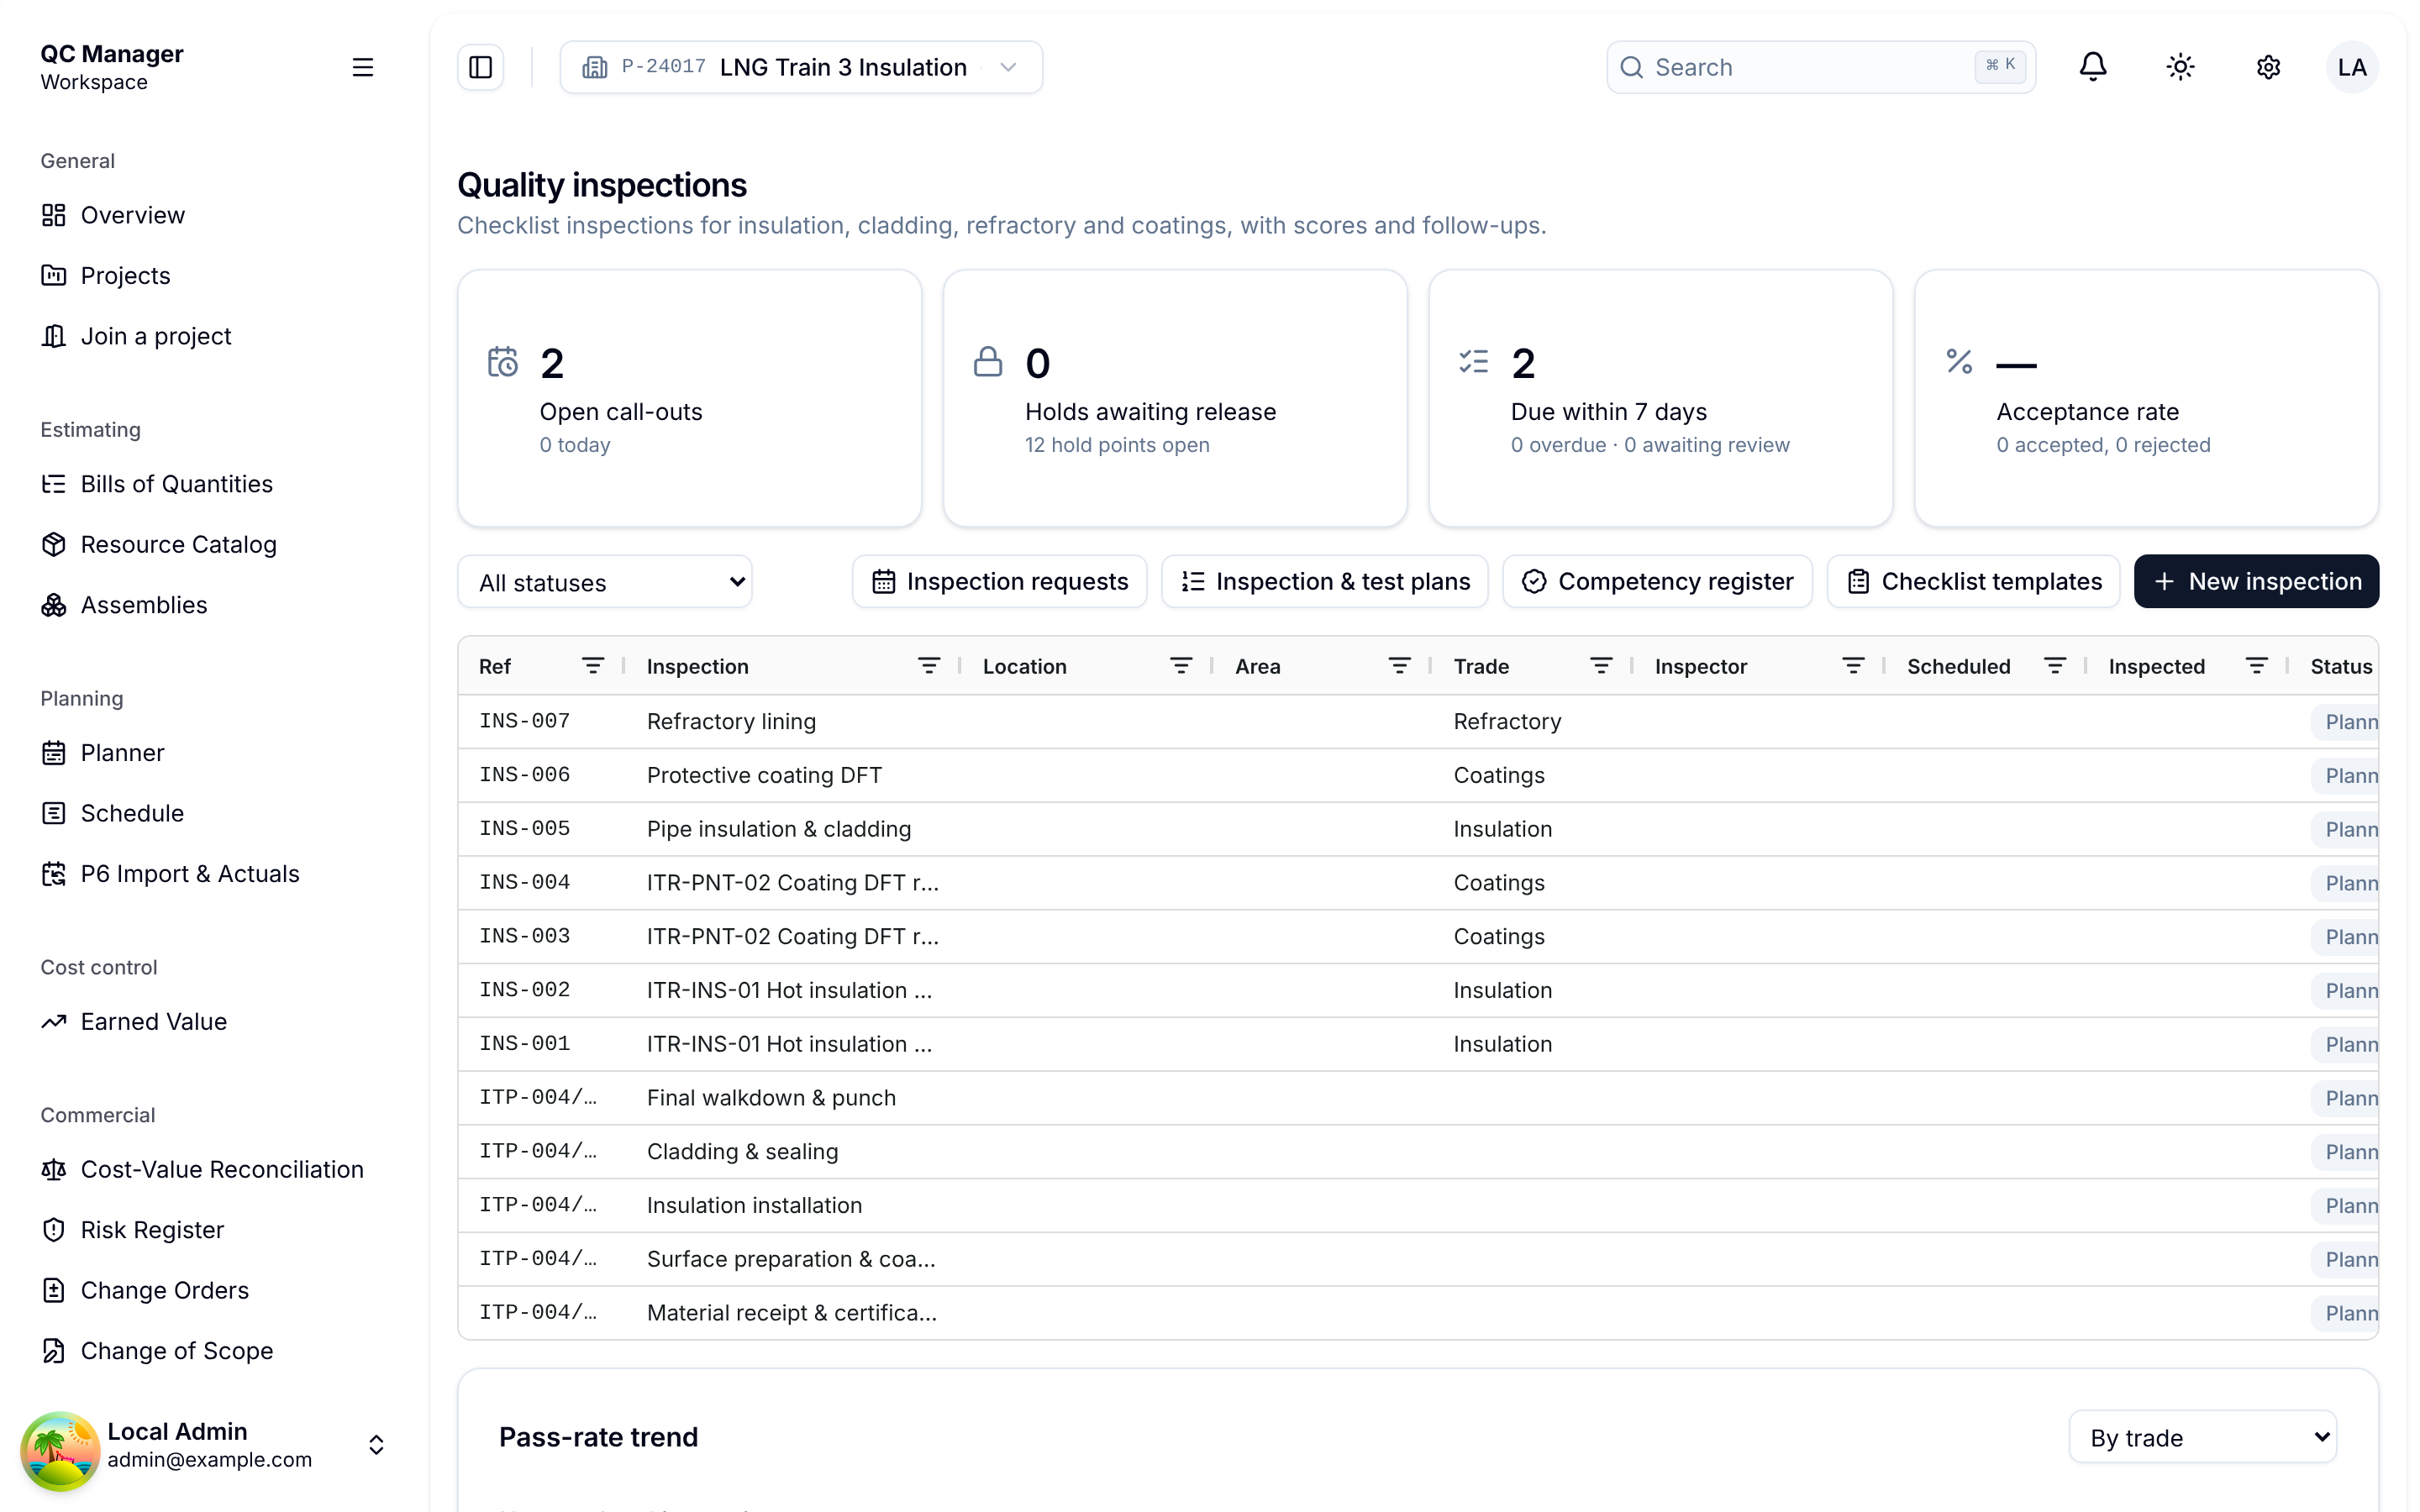 QC Manager
Workspace
General
Overview
Projects
Join a project
Estimating
Bills of Quantities
Resource Catalog
Assemblies
Planning
Planner
Schedule
P6 Import & Actuals
Cost control
Earned Value
Commercial
Cost-Value Reconciliation
Risk Register
Change Orders
Change of Scope
Local Admin
admin@example.com
P-24017 LNG Train 3 Insulation
Search ⌘ K
LA
Quality inspections
Checklist inspections for insulation, cladding, refractory and coatings, with scores and follow-ups.
2
Open call-outs
0 today
0
Holds awaiting release
12 hold points open
2
Due within 7 days
0 overdue · 0 awaiting review
—
Acceptance rate
0 accepted, 0 rejected
All statuses
Inspection requests
Inspection & test plans
Competency register
Checklist templates
+ New inspection
Ref Inspection Location Area Trade Inspector Scheduled Inspected Status
INS-007 Refractory lining Refractory Plann
INS-006 Protective coating DFT Coatings Plann
INS-005 Pipe insulation & cladding Insulation Plann
INS-004 ITR-PNT-02 Coating DFT r... Coatings Plann
INS-003 ITR-PNT-02 Coating DFT r... Coatings Plann
INS-002 ITR-INS-01 Hot insulation ... Insulation Plann
INS-001 ITR-INS-01 Hot insulation ... Insulation Plann
ITP-004/… Final walkdown & punch Plann
ITP-004/… Cladding & sealing Plann
ITP-004/… Insulation installation Plann
ITP-004/… Surface preparation & coa... Plann
ITP-004/… Material receipt & certifica... Plann
Pass-rate trend
By trade